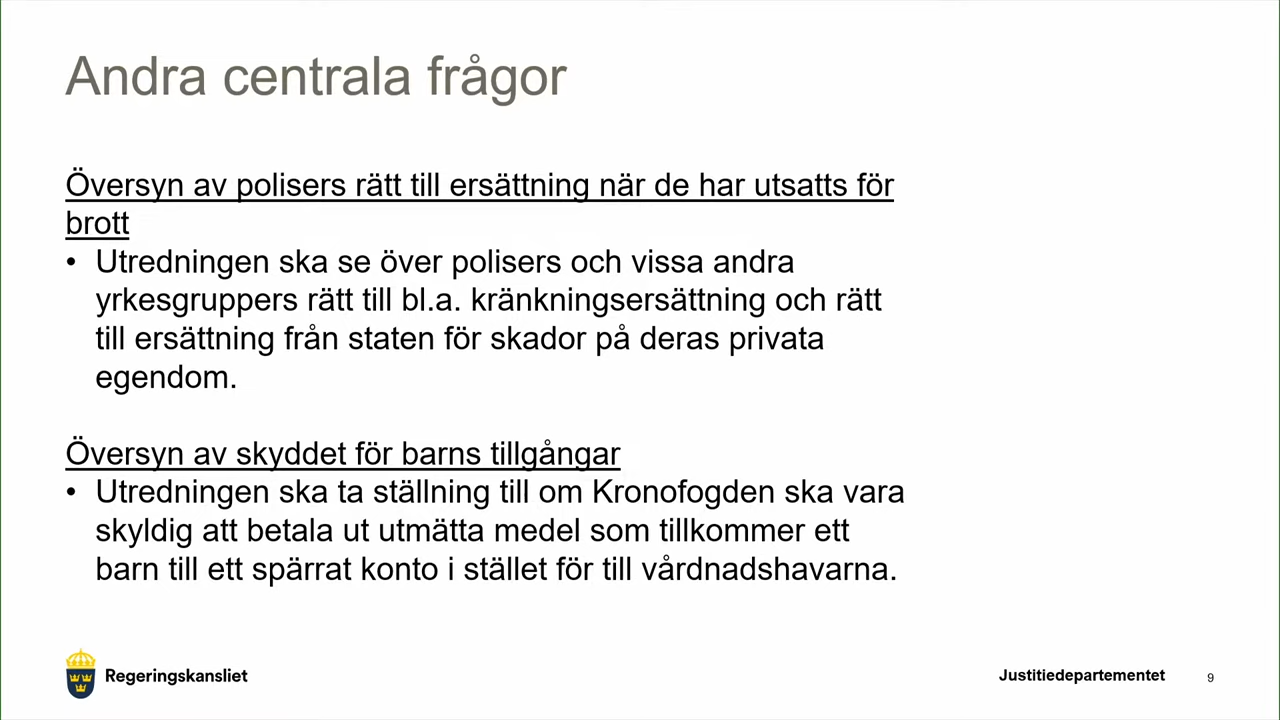 Andra centrala frågor
Översyn av polisers rätt till ersättning när de har utsatts för
brott
• Utredningen ska se över polisers och vissa andra
yrkesgruppers rätt till bl.a. kränkningsersättning och rätt
till ersättning från staten för skador på deras privata
egendom.
Översyn av skyddet för barns tillgångar
• Utredningen ska ta ställning till om Kronofogden ska vara
skyldig att betala ut utmätta medel som tillkommer ett
barn till ett spärrat konto i stället för till vårdnadshavarna.
Regeringskansliet
Justitiedepartementet
9